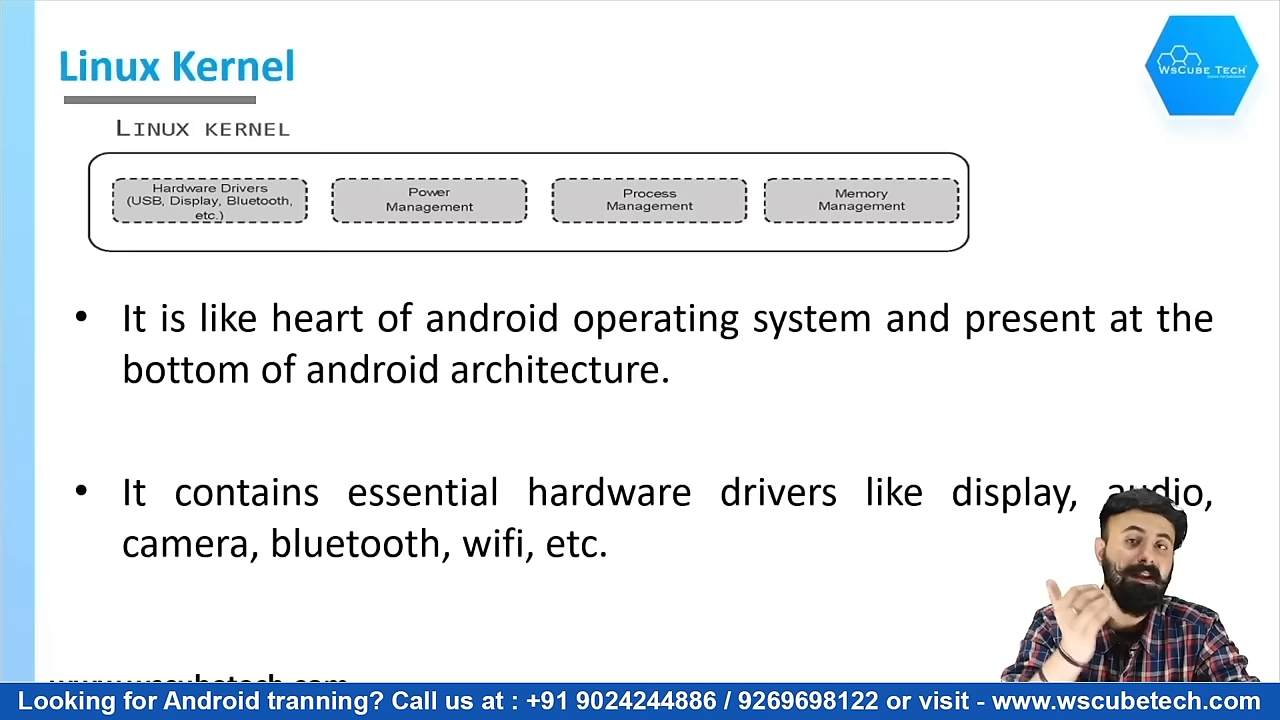 Linux Kernel
WsCube Tech
LINUX KERNEL
Hardware Drivers
(USB, Display, Bluetooth,
etc.)
Power
Management
Process
Management
Memory
Management
• It is like heart of android operating system and present at the
bottom of android architecture.
• It contains essential hardware drivers like display, audio,
camera, bluetooth, wifi, etc.
www.wscubetech.com
Looking for Android tranning? Call us at : +91 9024244886 / 9269698122 or visit - www.wscubetech.com